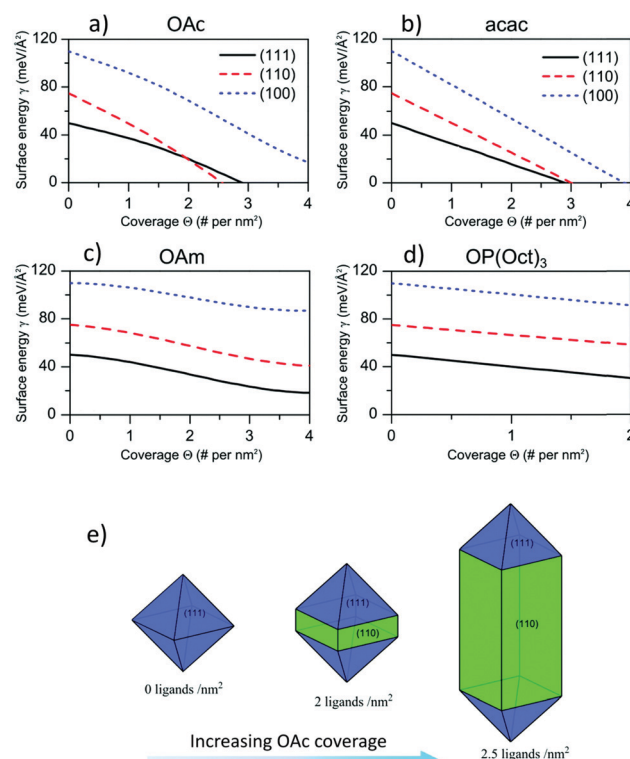 a) OAc
Surface energy γ (meV/Å²)
120
80
40
0
(111)
(110)
(100)
0 1 2 3 4
Coverage Θ (# per nm²)
b) acac
Surface energy γ (meV/Å²)
120
80
40
0
(111)
(110)
(100)
0 1 2 3 4
Coverage Θ (# per nm²)
c) OAm
Surface energy γ (meV/Å²)
120
80
40
0
0 1 2 3 4
Coverage Θ (# per nm²)
d) OP(Oct)₃
Surface energy γ (meV/Å²)
120
80
40
0
0 1 2
Coverage Θ (# per nm²)
e)
(111)
0 ligands /nm²
(111)
(110)
2 ligands /nm²
(111)
(110)
2.5 ligands /nm²
Increasing OAc coverage